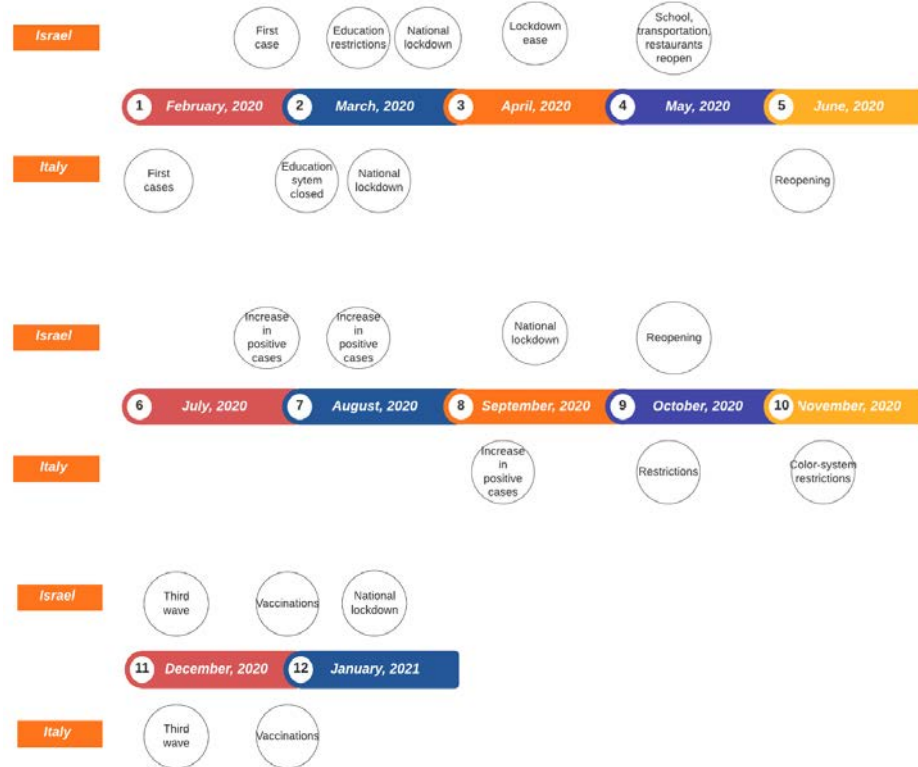 Israel
First
case
Education
restrictions
National
lockdown
Lockdown
ease
School,
transportation,
restaurants
reopen
1 February, 2020 2 March, 2020 3 April, 2020 4 May, 2020 5 June, 2020
Italy
First
cases
Education
sytem
closed
National
lockdown
Reopening
Israel
Increase
in
positive
cases
Increase
in
positive
cases
National
lockdown
Reopening
6 July, 2020 7 August, 2020 8 September, 2020 9 October, 2020 10 November, 2020
Italy
Increase
in
positive
cases
Restrictions
Color-system
restrictions
Israel
Third
wave
Vaccinations
National
lockdown
11 December, 2020 12 January, 2021
Italy
Third
wave
Vaccinations